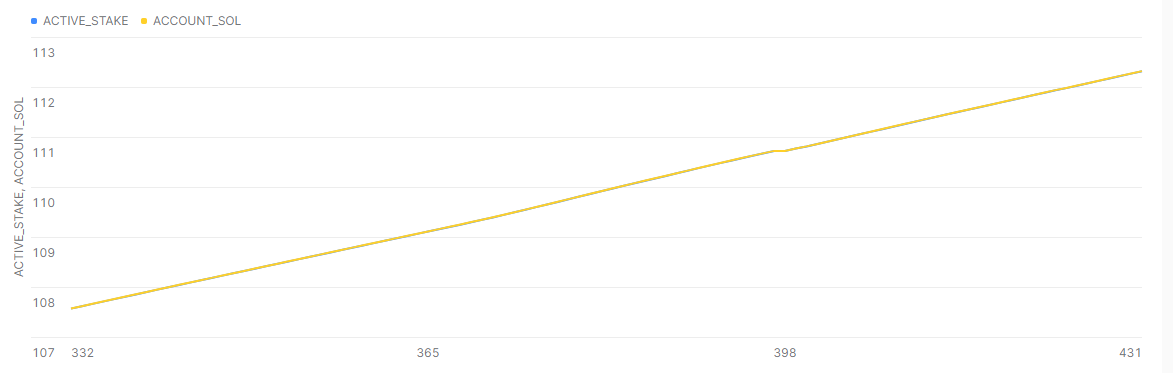 ACTIVE_STAKE ACCOUNT_SOL
ACTIVE_STAKE, ACCOUNT_SOL
113
112
111
110
109
108
107
332 365 398 431